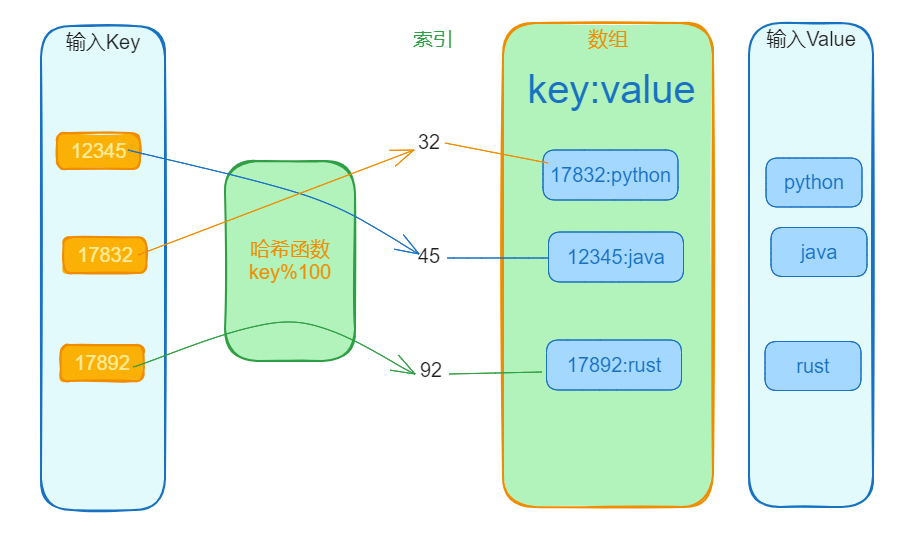 输入Key
12345
17832
17892
哈希函数
key%100
索引
32
45
92
数组
key:value
17832:python
12345:java
17892:rust
输入Value
python
java
rust